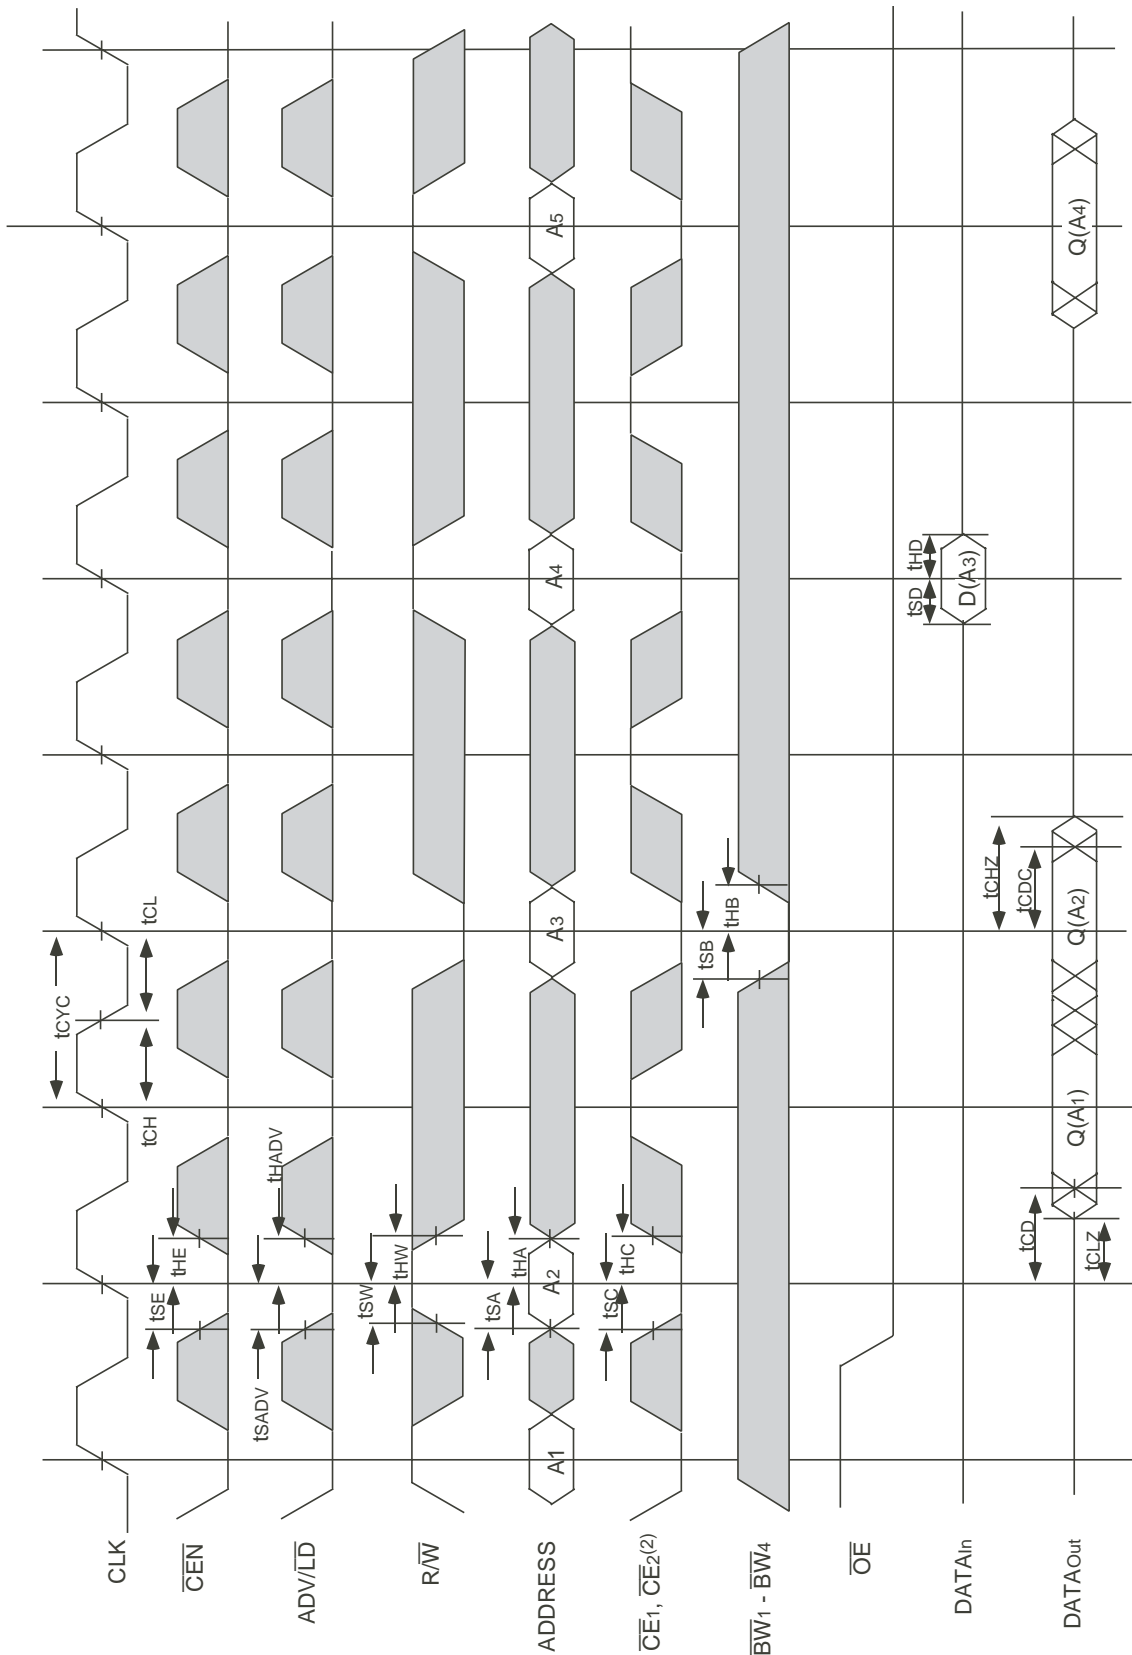 CLK
tCYC
tCH
tCL
CEN
tSE
tHE
ADV/LD
tSADV
tHADV
R/W
tSW
tHW
ADDRESS
A1
tSA
tHA
A2
A3
A4
A5
CE1, CE2(2)
tSC
tHC
BW1 - BW4
tSB
tHB
OE
DATAIn
tSD
tHD
D(A3)
DATAOut
tCLZ
tCD
Q(A1)
Q(A2)
tCHZ
tCDC
Q(A4)